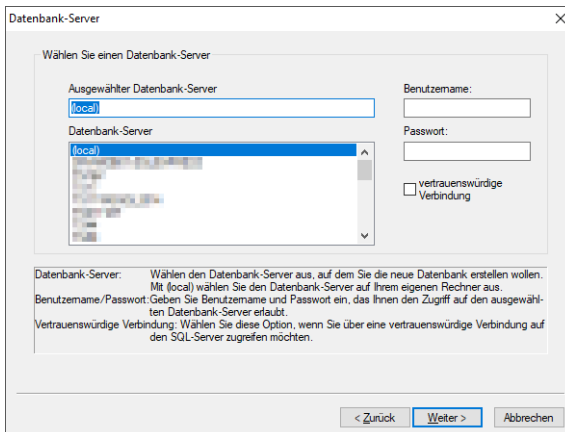 Datenbank-Server
Wählen Sie einen Datenbank-Server
Ausgewählter Datenbank-Server
(local)
Benutzername:
Datenbank-Server
(local)
Passwort:
vertrauenswürdige
Verbindung
Datenbank-Server: Wählen den Datenbank-Server aus, auf dem Sie die neue Datenbank erstellen wollen.
Mit (local) wählen Sie den Datenbank-Server auf Ihrem eigenen Rechner aus.
Benutzername/Passwort: Geben Sie Benutzername und Passwort ein, das Ihnen den Zugriff auf den ausgewähl-
ten Datenbank-Server erlaubt.
Vertrauenswürdige Verbindung: Wählen Sie diese Option, wenn Sie über eine vertrauenswürdige Verbindung auf
den SQL-Server zugreifen möchten.
< Zurück Weiter > Abbrechen